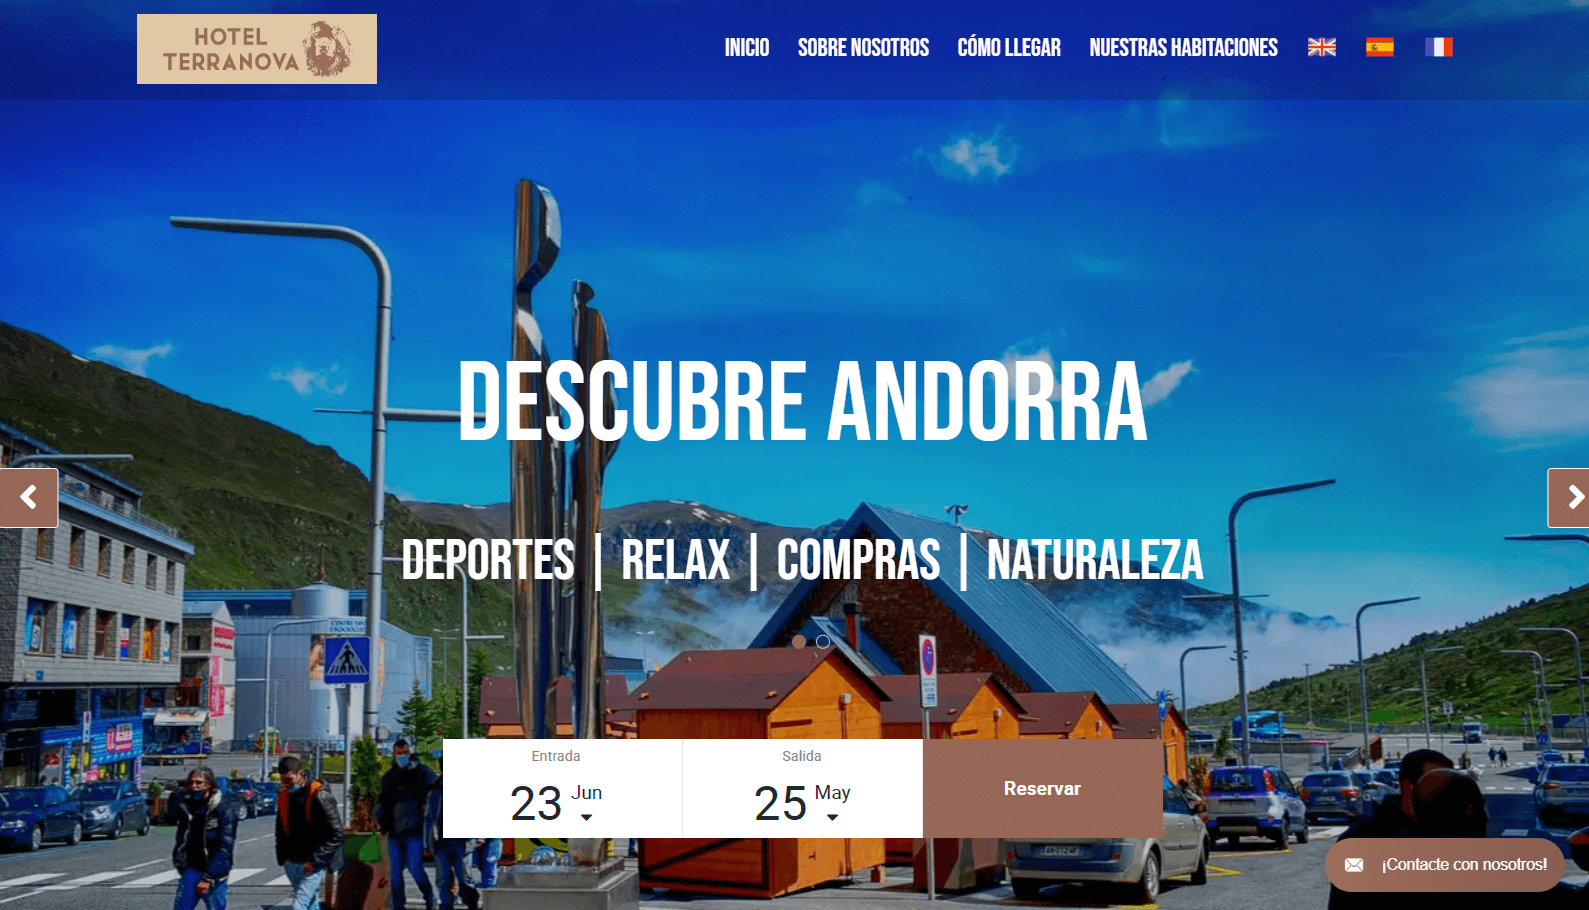 HOTEL
TERRANOVA
INICIO
SOBRE NOSOTROS
CÓMO LLEGAR
NUESTRAS HABITACIONES
DESCUBRE ANDORRA
DEPORTES | RELAX | COMPRAS | NATURALEZA
Entrada
23 Jun
Salida
25 May
Reservar
¡Contacte con nosotros!